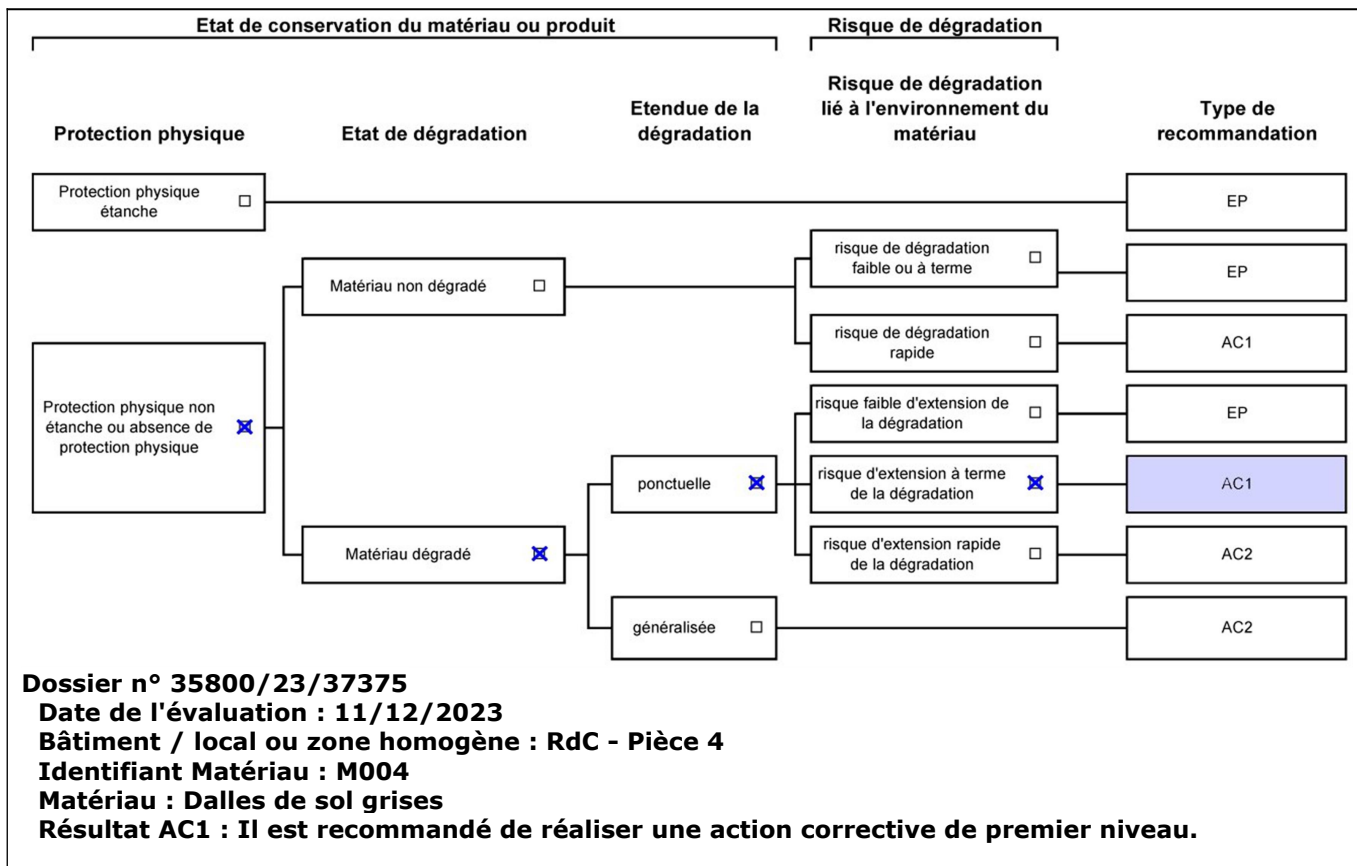 Etat de conservation du matériau ou produit
Risque de dégradation
Protection physique
Etat de dégradation
Etendue de la
dégradation
Risque de dégradation
lié à l'environnement du
matériau
Type de
recommandation
Protection physique
étanche
EP
Protection physique non
étanche ou absence de
protection physique
Matériau non dégradé
risque de dégradation
faible ou à terme
EP
risque de dégradation
rapide
AC1
Matériau dégradé
ponctuelle
risque faible d'extension de
la dégradation
EP
risque d'extension à terme
de la dégradation
AC1
risque d'extension rapide
de la dégradation
AC2
généralisée
AC2
Dossier n° 35800/23/37375
Date de l'évaluation : 11/12/2023
Bâtiment / local ou zone homogène : RdC - Pièce 4
Identifiant Matériau : M004
Matériau : Dalles de sol grises
Résultat AC1 : Il est recommandé de réaliser une action corrective de premier niveau.